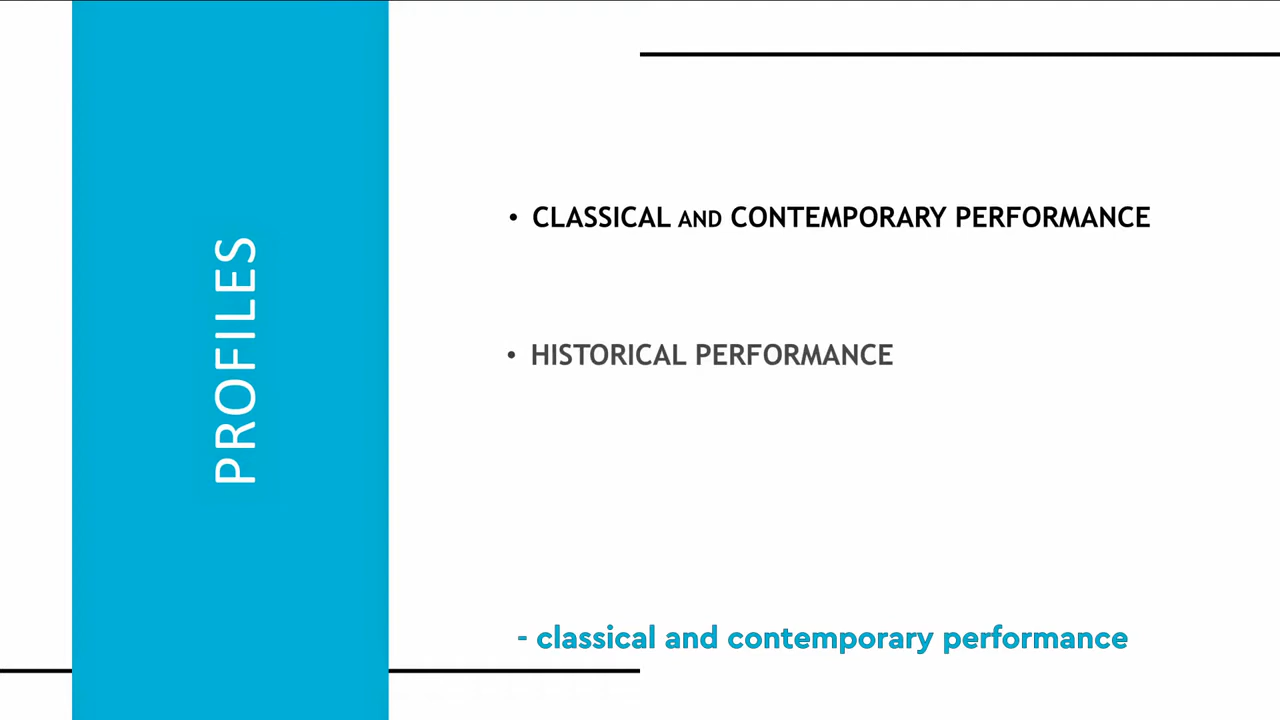 PROFILES
• CLASSICAL AND CONTEMPORARY PERFORMANCE
• HISTORICAL PERFORMANCE
- classical and contemporary performance